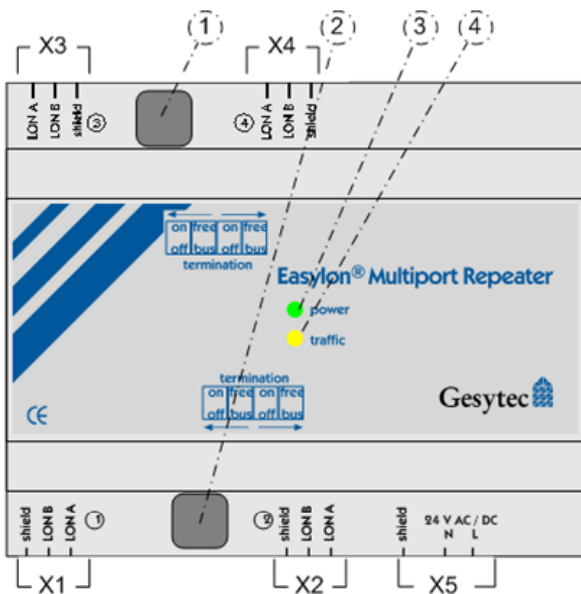 X3 1 X4 2 3 4
LON A LON B shield 3 4 LON A LON B shield
on free on free
off bus off bus
termination
Easylon® Multiport Repeater
power
traffic
termination
on free on free
off bus off bus
CE
Gesytec
shield LON B LON A 1 2 shield LON B LON A shield 24 V AC / DC
N L
X1 X2 X5